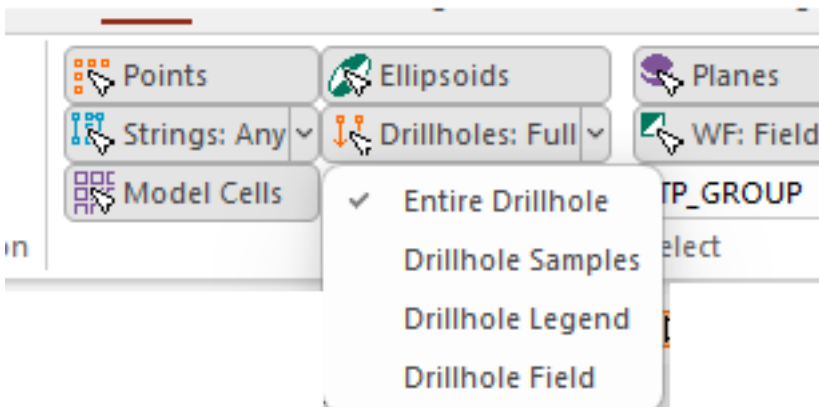 Points
Ellipsoids
Planes
Strings: Any
Drillholes: Full
WF: Field
Model Cells
Entire Drillhole
Drillhole Samples
Drillhole Legend
Drillhole Field
TP_GROUP
elect
on